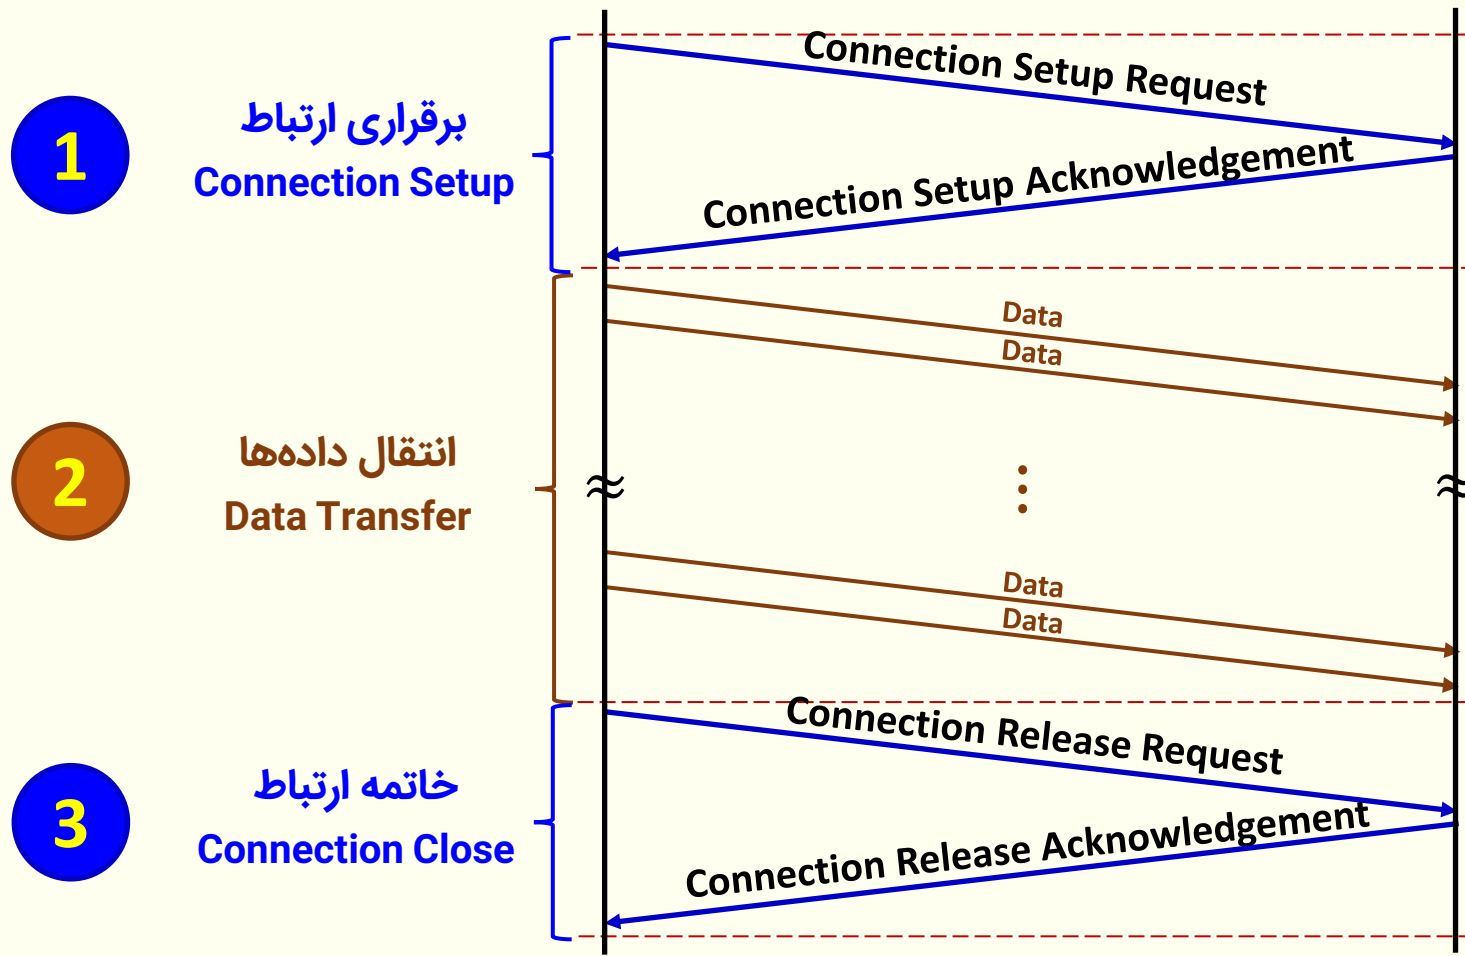 1
برقراری ارتباط
Connection Setup
Connection Setup Request
Connection Setup Acknowledgement
2
انتقال داده‌ها
Data Transfer
Data
Data
Data
Data
3
خاتمه ارتباط
Connection Close
Connection Release Request
Connection Release Acknowledgement